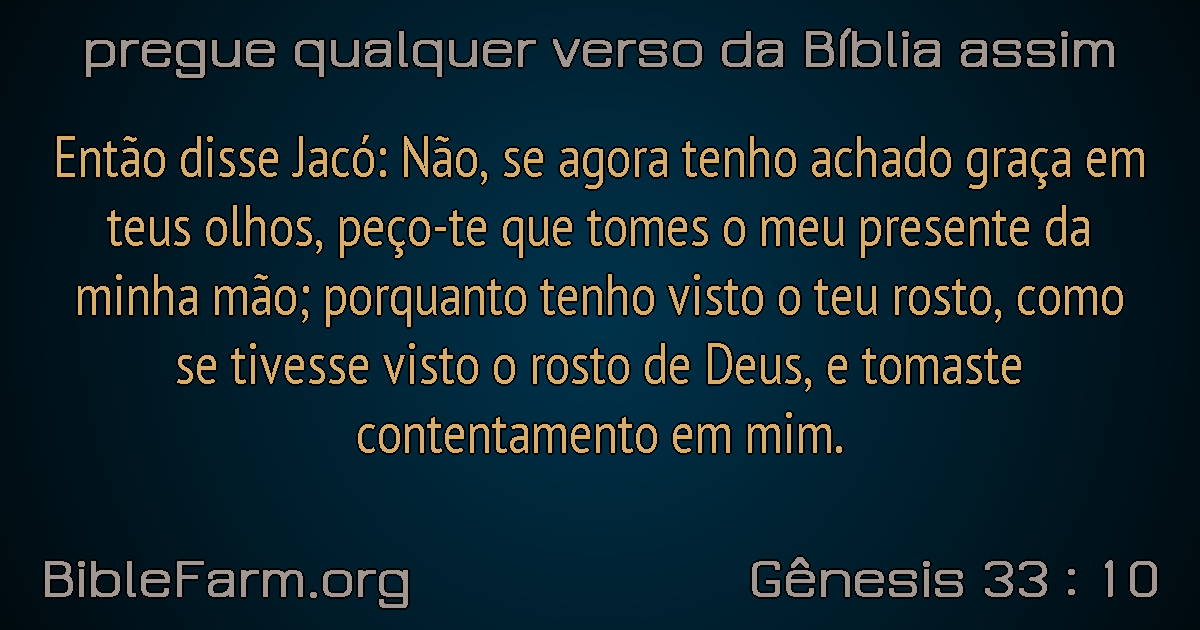 pregue qualquer verso da Bíblia assim
Então disse Jacó: Não, se agora tenho achado graça em
teus olhos, peço-te que tomes o meu presente da
minha mão; porquanto tenho visto o teu rosto, como
se tivesse visto o rosto de Deus, e tomaste
contentamento em mim.
BibleFarm.org
Gênesis 33 : 10